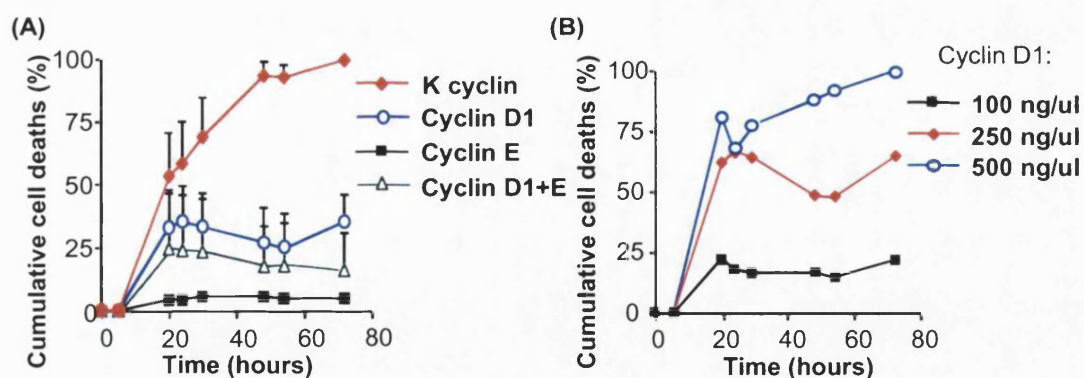 (A)
Cumulative cell deaths (%)
100
75
50
25
0
0 20 40 60 80
Time (hours)
K cyclin
Cyclin D1
Cyclin E
Cyclin D1+E
(B)
Cumulative cell deaths (%)
100
75
50
25
0
0 20 40 60 80
Time (hours)
Cyclin D1:
100 ng/ul
250 ng/ul
500 ng/ul